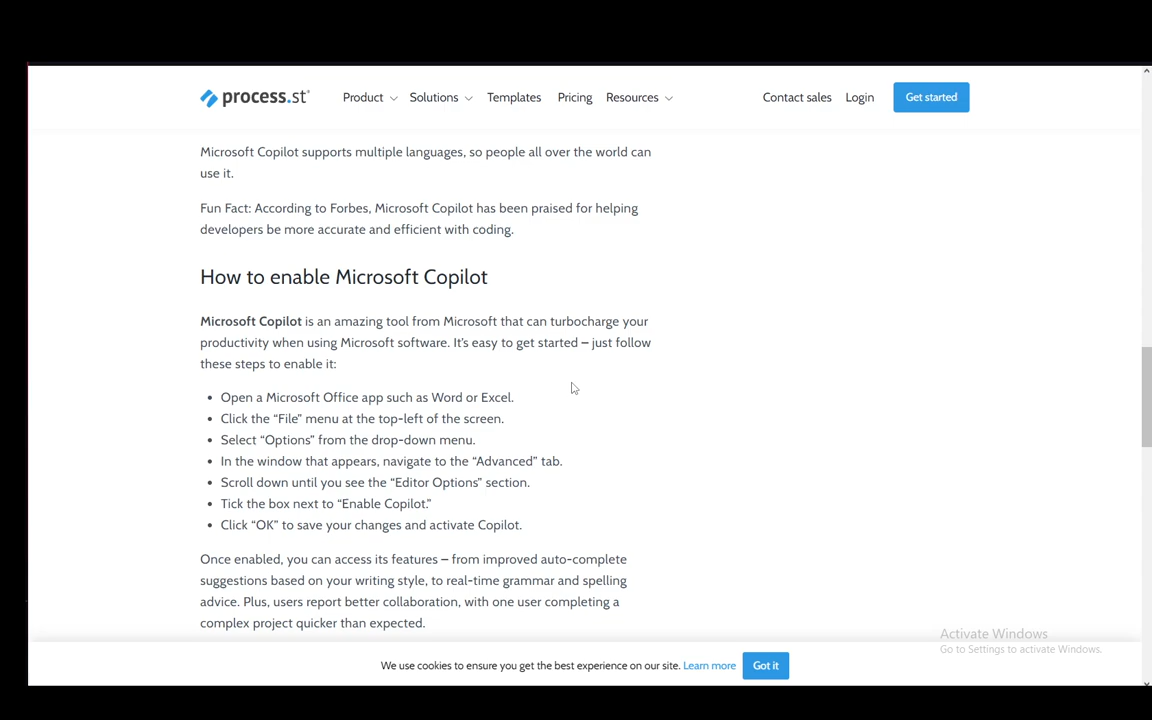 process.st
Product
Solutions
Templates
Pricing
Resources
Contact sales
Login
Get started
Microsoft Copilot supports multiple languages, so people all over the world can
use it.
Fun Fact: According to Forbes, Microsoft Copilot has been praised for helping
developers be more accurate and efficient with coding.
How to enable Microsoft Copilot
Microsoft Copilot is an amazing tool from Microsoft that can turbocharge your
productivity when using Microsoft software. It's easy to get started – just follow
these steps to enable it:
• Open a Microsoft Office app such as Word or Excel.
• Click the “File” menu at the top-left of the screen.
• Select “Options” from the drop-down menu.
• In the window that appears, navigate to the “Advanced” tab.
• Scroll down until you see the “Editor Options” section.
• Tick the box next to “Enable Copilot.”
• Click “OK” to save your changes and activate Copilot.
Once enabled, you can access its features – from improved auto-complete
suggestions based on your writing style, to real-time grammar and spelling
advice. Plus, users report better collaboration, with one user completing a
complex project quicker than expected.
Activate Windows
Go to Settings to activate Windows.
We use cookies to ensure you get the best experience on our site. Learn more
Got it